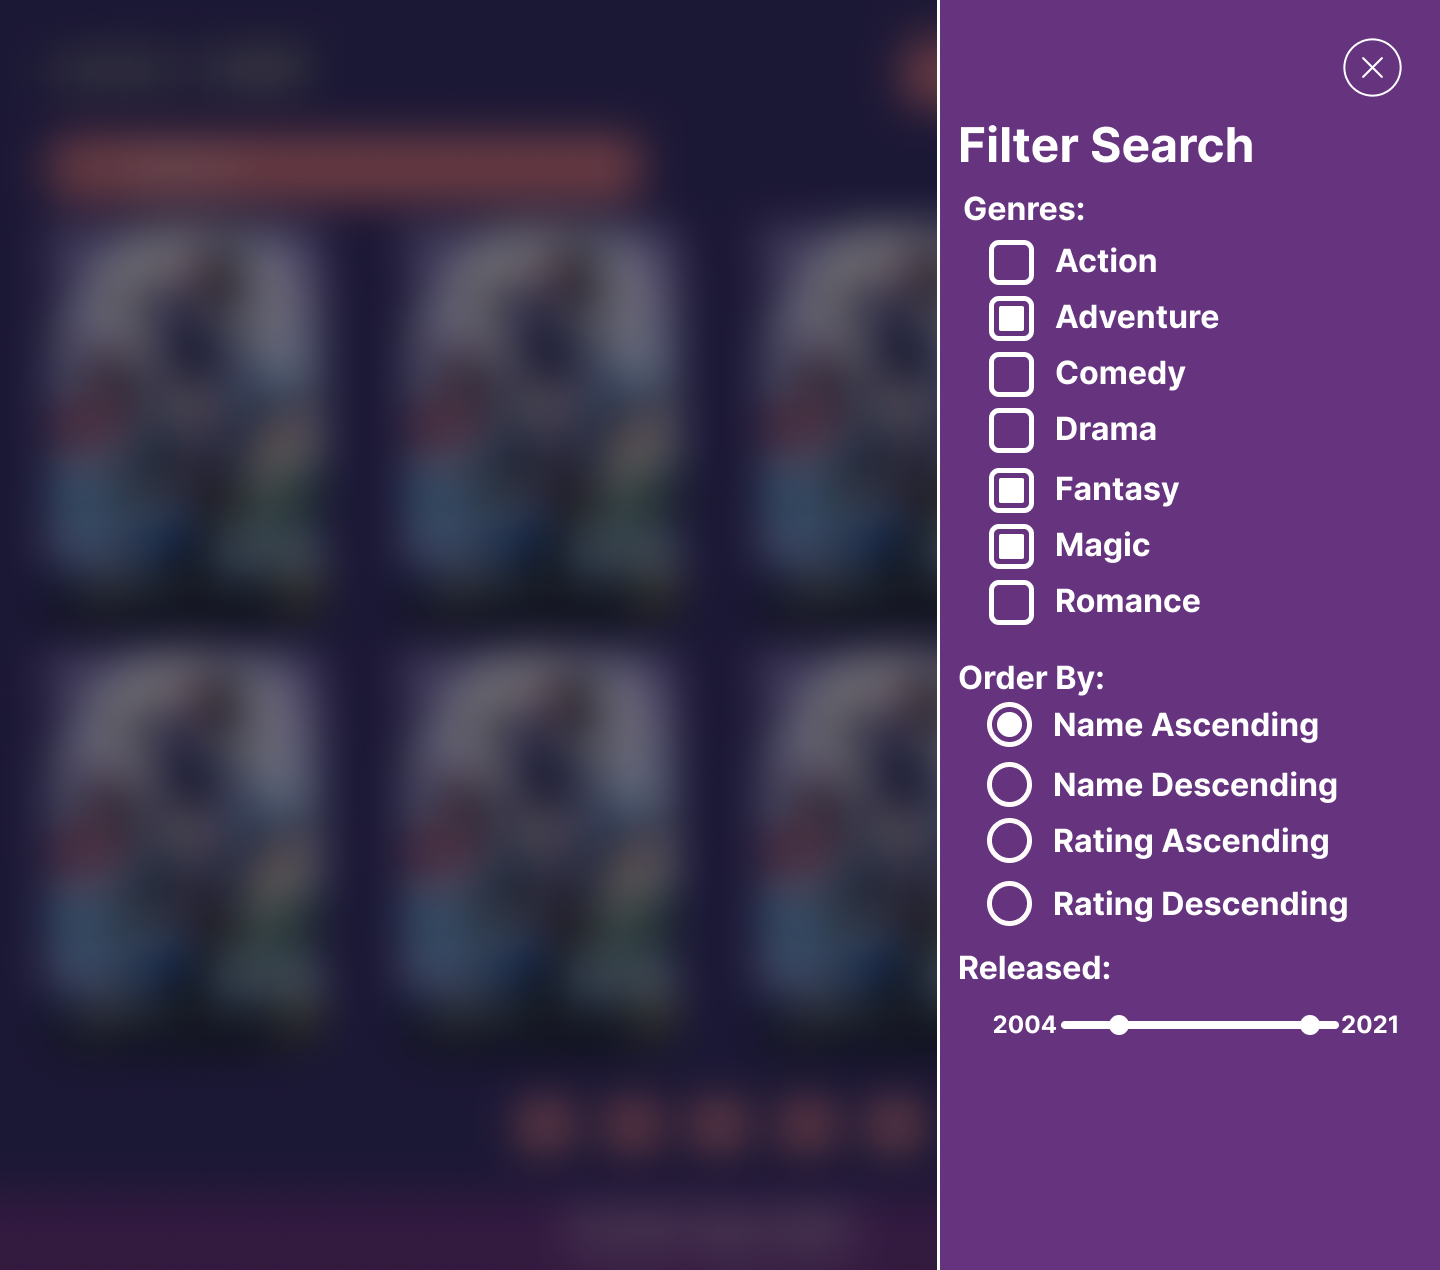 Filter Search
Genres:
Action
Adventure
Comedy
Drama
Fantasy
Magic
Romance
Order By:
Name Ascending
Name Descending
Rating Ascending
Rating Descending
Released:
2004 2021